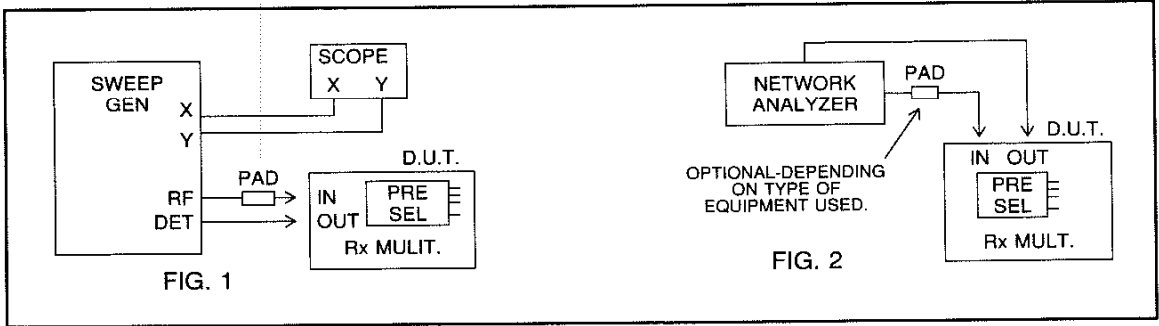 SCOPE
X Y
SWEEP
GEN
X
Y
RF
DET
PAD
D.U.T.
IN
OUT
PRE
SEL
Rx MULIT.
FIG. 1
NETWORK
ANALYZER
PAD
D.U.T.
IN OUT
PRE
SEL
Rx MULT.
OPTIONAL-DEPENDING
ON TYPE OF
EQUIPMENT USED.
FIG. 2